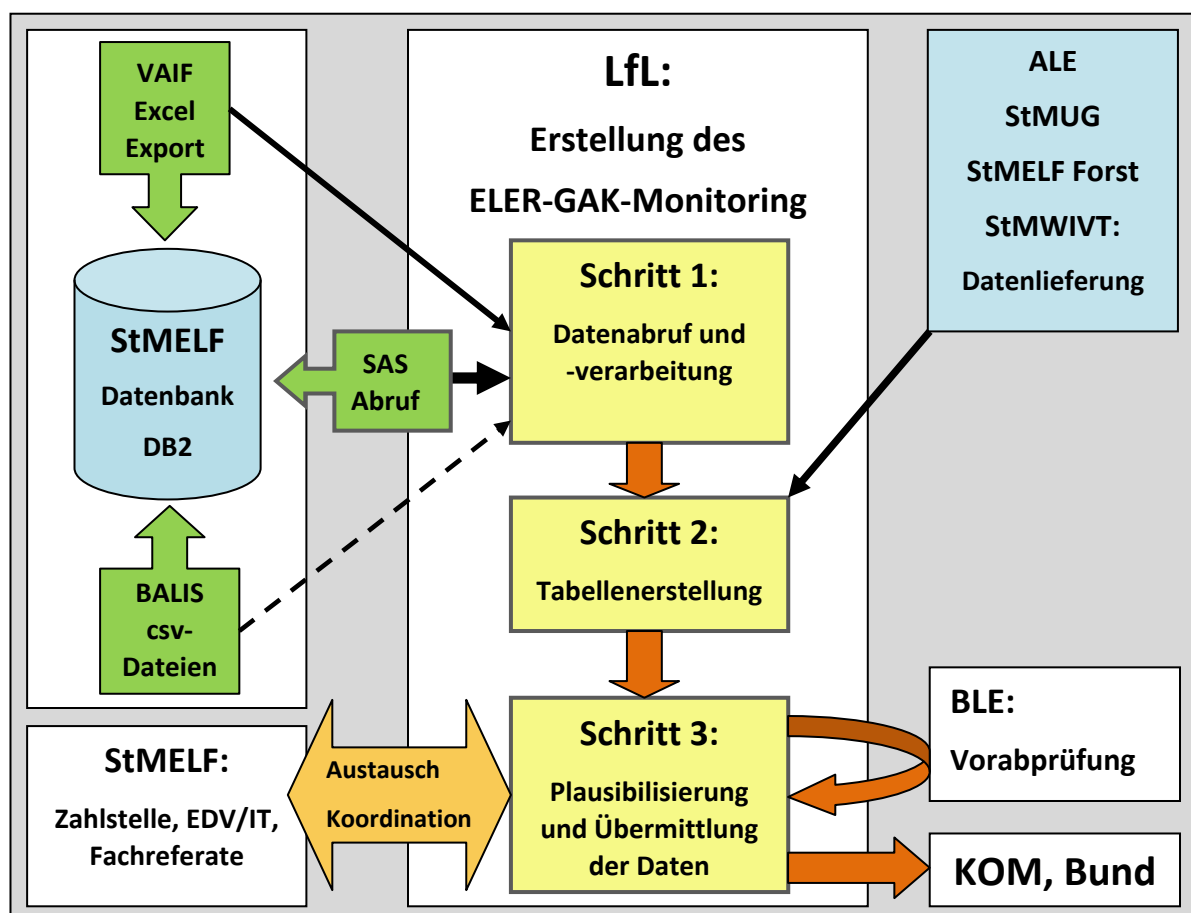 VAIF
Excel
Export
StMELF
Datenbank
DB2
BALIS
csv-
Dateien
SAS
Abruf
LfL:
Erstellung des
ELER-GAK-Monitoring
Schritt 1:
Datenabruf und
-verarbeitung
Schritt 2:
Tabellenerstellung
Schritt 3:
Plausibilisierung
und Übermittlung
der Daten
ALE
StMUG
StMELF Forst
StMWIVT:
Datenlieferung
StMELF:
Zahlstelle, EDV/IT,
Fachreferate
Austausch
Koordination
BLE:
Vorabprüfung
KOM, Bund